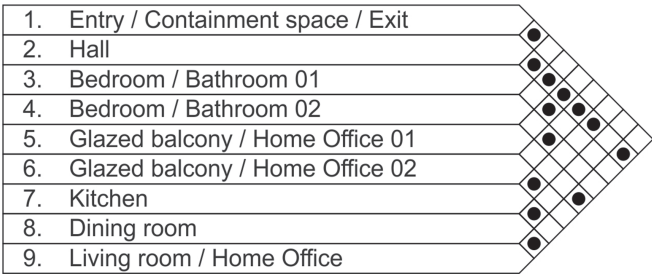 1. Entry / Containment space / Exit
2. Hall
3. Bedroom / Bathroom 01
4. Bedroom / Bathroom 02
5. Glazed balcony / Home Office 01
6. Glazed balcony / Home Office 02
7. Kitchen
8. Dining room
9. Living room / Home Office